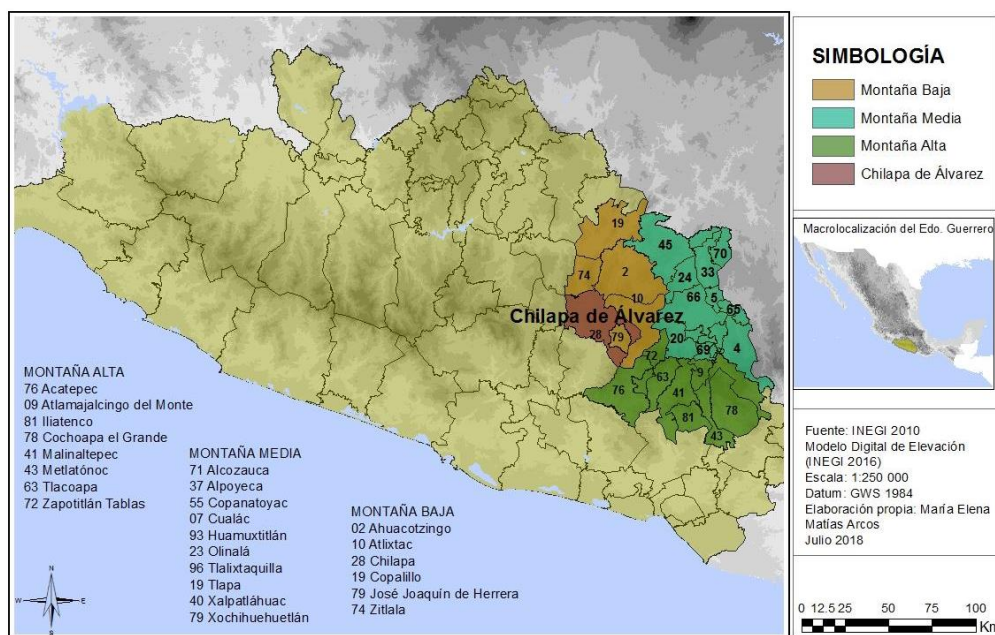 19
45
70
74
2
24
33
10
66
5
65
Chilapa de Álvarez
28
79
20
69
4
72
9
76
63
41
78
81
43
MONTAÑA ALTA
76 Acatepec
09 Atlamajalcingo del Monte
81 Iliatenco
78 Cochoapa el Grande
41 Malinaltepec
43 Metlatónoc
63 Tlacoapa
72 Zapotitlán Tablas
MONTAÑA MEDIA
71 Alcozauca
37 Alpoyeca
55 Copanatoyac
07 Cualác
93 Huamuxtitlán
23 Olinalá
96 Tlalixtaquilla
19 Tlapa
40 Xalpatláhuac
79 Xochihuehuetlán
MONTAÑA BAJA
02 Ahuacotzingo
10 Atlixtac
28 Chilapa
19 Copalillo
79 José Joaquín de Herrera
74 Zitlala
N
W E
S
SIMBOLOGÍA
Montaña Baja
Montaña Media
Montaña Alta
Chilapa de Álvarez
Macrolocalización del Edo. Guerrero
Fuente: INEGI 2010
Modelo Digital de Elevación
(INEGI 2016)
Escala: 1:250 000
Datum: GWS 1984
Elaboración propia: María Elena
Matías Arcos
Julio 2018
0 12.5 25 50 75 100
Km